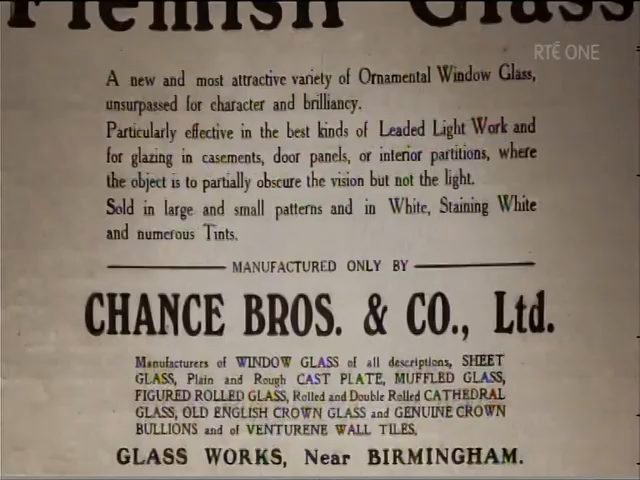 Flemish Glass
RTÉ ONE
A new and most attractive variety of Ornamental Window Glass,
unsurpassed for character and brilliancy.
Particularly effective in the best kinds of Leaded Light Work and
for glazing in casements, door panels, or interior partitions, where
the object is to partially obscure the vision but not the light.
Sold in large and small patterns and in White, Staining White
and numerous Tints.
MANUFACTURED ONLY BY
CHANCE BROS. & CO., Ltd.
Manufacturers of WINDOW GLASS of all descriptions, SHEET
GLASS, Plain and Rough CAST PLATE, MUFFLED GLASS,
FIGURED ROLLED GLASS, Rolled and Double Rolled CATHEDRAL
GLASS, OLD ENGLISH CROWN GLASS and GENUINE CROWN
BULLIONS and of VENTURENE WALL TILES,
GLASS WORKS, Near BIRMINGHAM.